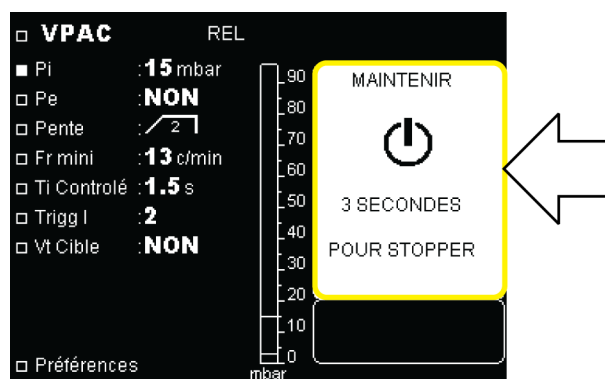 VPAC REL
Pi :15 mbar
Pe :NON
Pente : 2
Fr mini :13 c/min
Ti Controlé :1.5 s
Trigg I :2
Vt Cible :NON
Préférences
90
80
70
60
50
40
30
20
10
0
mbar
MAINTENIR
3 SECONDES
POUR STOPPER